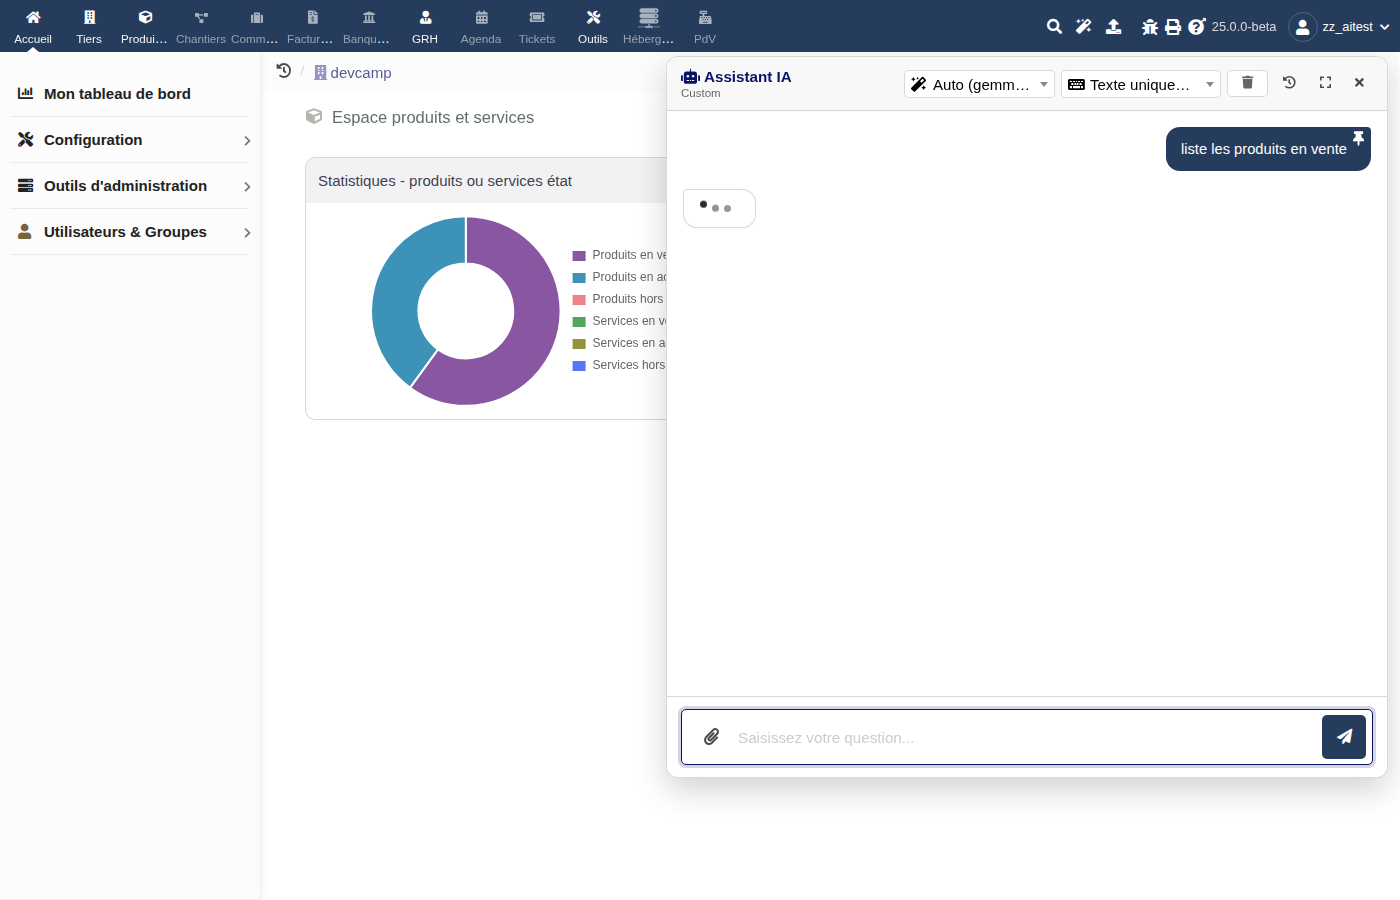 Accueil
Tiers
Produi...
Chantiers
Comm...
Factur...
Banqu...
GRH
Agenda
Tickets
Outils
Héberg...
PdV
25.0.0-beta
zz_aitest
Mon tableau de bord
Configuration
Outils d'administration
Utilisateurs & Groupes
/ devcamp
Espace produits et services
Statistiques - produits ou services état
Produits en ve
Produits en ac
Produits hors
Services en v
Services en a
Services hors
Assistant IA
Custom
Auto (gemm...
Texte unique...
liste les produits en vente
Saisissez votre question...